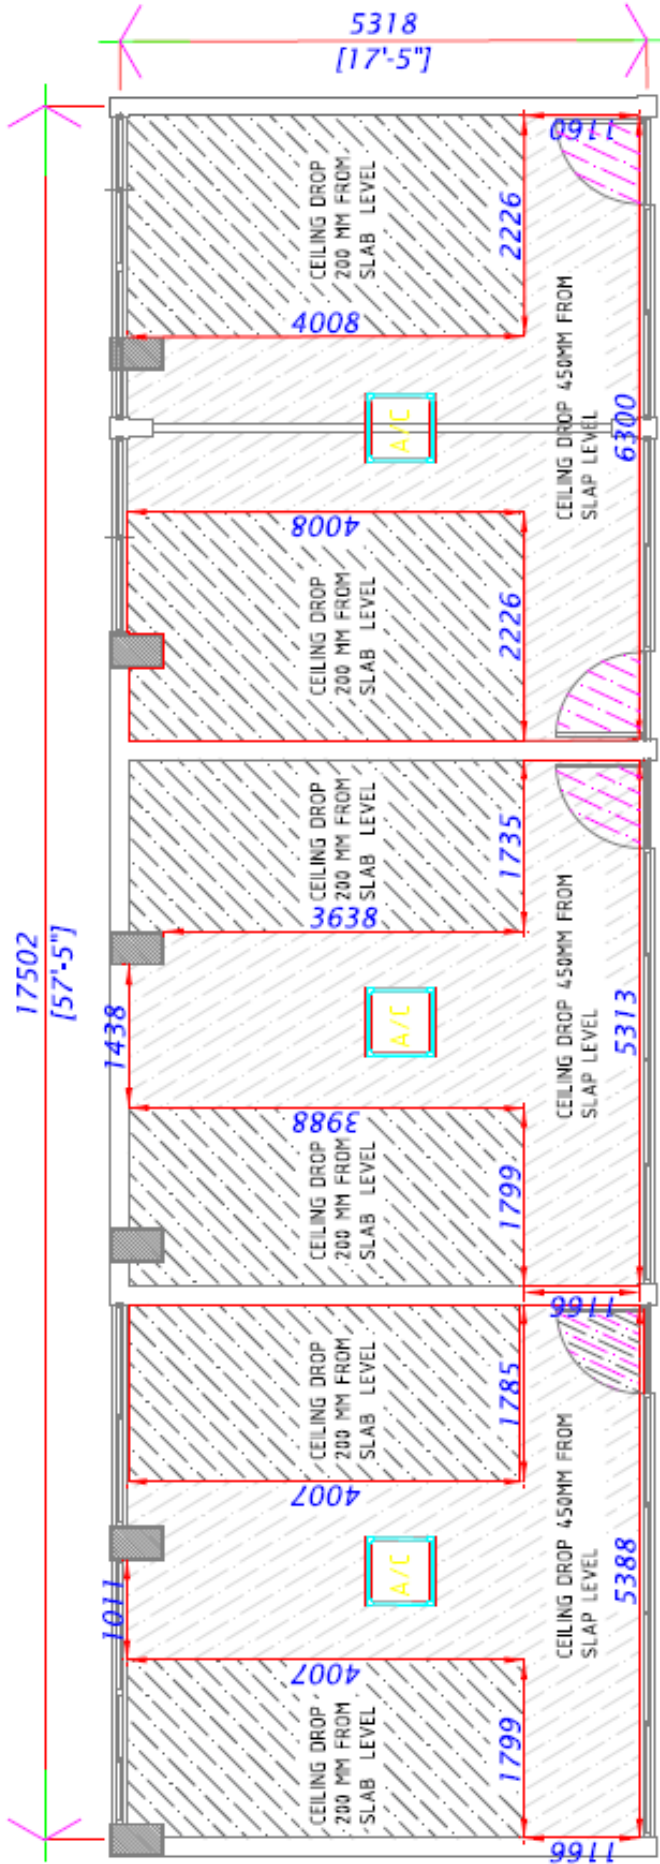 5318
[17'-5"]
1160
CEILING DROP
200 MM FROM
SLAB LEVEL
2226
4008
CEILING DROP 450MM FROM
SLAP LEVEL
A/C
6300
4008
CEILING DROP
200 MM FROM
SLAB LEVEL
2226
CEILING DROP
200 MM FROM
SLAB LEVEL
1735
3638
17502
[57'-5"]
1438
A/C
CEILING DROP 450MM FROM
SLAP LEVEL
5313
3988
CEILING DROP
200 MM FROM
SLAB LEVEL
1799
1166
CEILING DROP
200 MM FROM
SLAB LEVEL
1785
4007
1011
A/C
CEILING DROP 450MM FROM
SLAP LEVEL
5388
4007
CEILING DROP
200 MM FROM
SLAB LEVEL
1799
1166